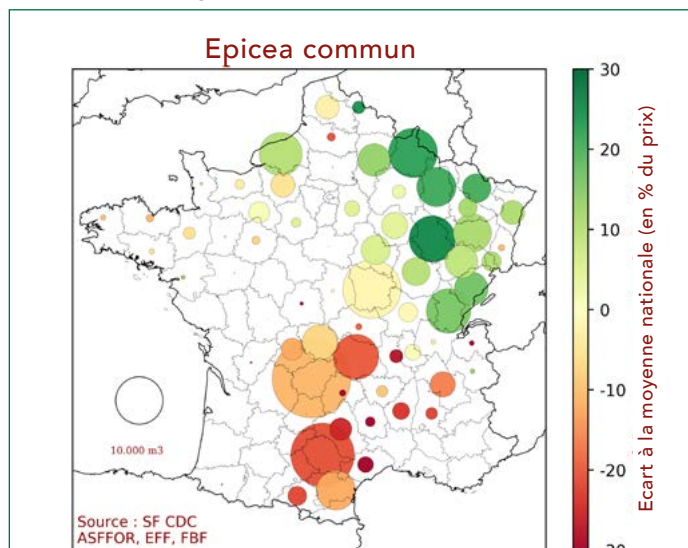 Epicea commun
30
20
10
0
-10
-20
-30
Ecart à la moyenne nationale (en % du prix)
10.000 m3
Source : SF CDC
ASFFOR, EFF, FBF